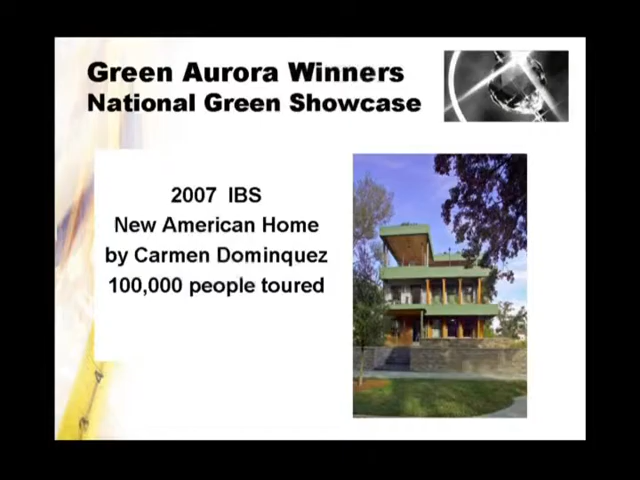 Green Aurora Winners
National Green Showcase
2007 IBS
New American Home
by Carmen Dominquez
100,000 people toured